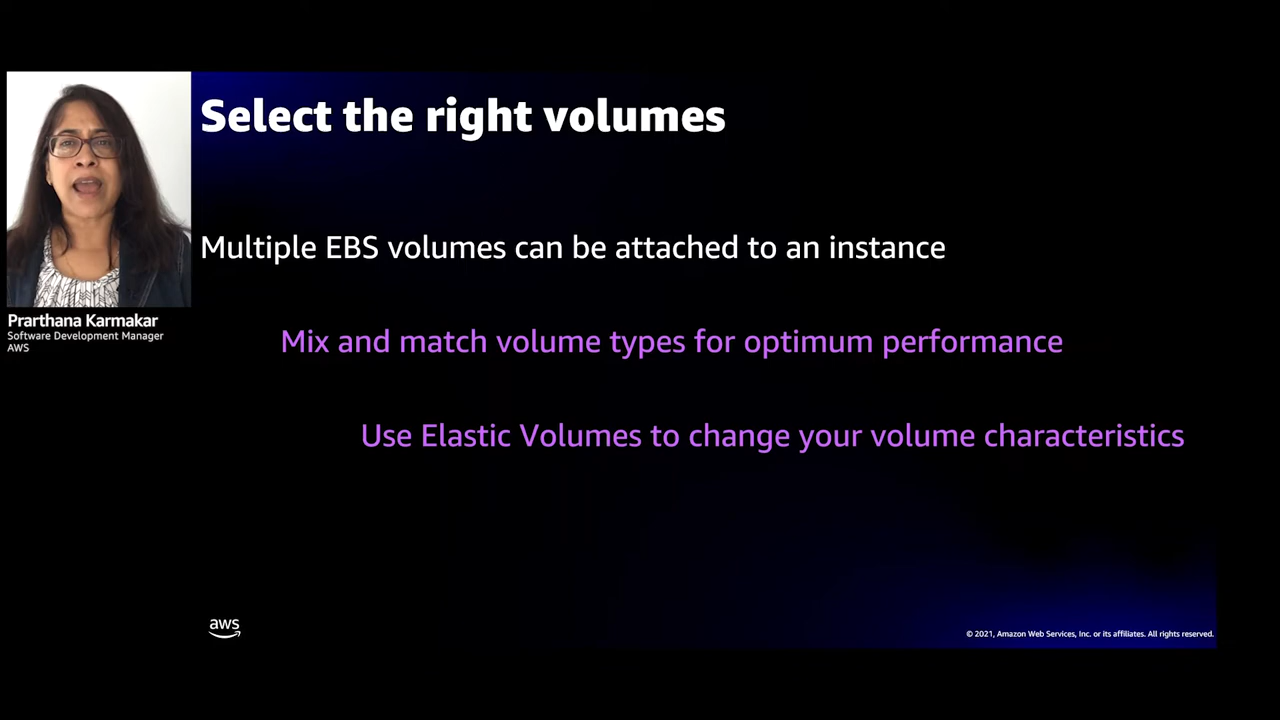 Select the right volumes
Multiple EBS volumes can be attached to an instance
Prarthana Karmakar
Software Development Manager
AWS
Mix and match volume types for optimum performance
Use Elastic Volumes to change your volume characteristics
aws
© 2021, Amazon Web Services, Inc. or its affiliates. All rights reserved.